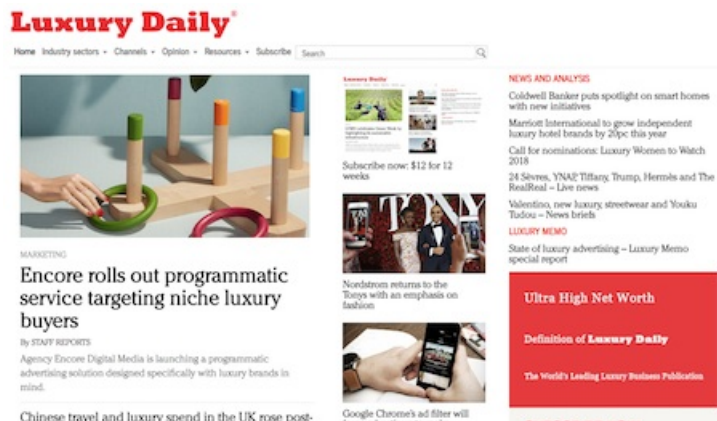 Luxury Daily®
Home Industry sectors Channels Opinion Resources Subscribe Search
MARKETING
Encore rolls out programmatic
service targeting niche luxury
buyers
By STAFF REPORTS
Agency Encore Digital Media is launching a programmatic
advertising solution designed specifically with luxury brands in
mind.
Chinese travel and luxury spend in the UK rose post-
Luxury Daily
Subscribe now: $12 for 12
weeks
TONY
Nordstrom returns to the
Tonys with an emphasis on
fashion
Google Chrome's ad filter will
NEWS AND ANALYSIS
Coldwell Banker puts spotlight on smart homes
with new initiatives
Marriott International to grow independent
luxury hotel brands by 20pc this year
Call for nominations: Luxury Women to Watch
2018
24 Sèvres, YNAP, Tiffany, Trump, Hermès and The
RealReal – Live news
Valentino, new luxury, streetwear and Youku
Tudou – News briefs
LUXURY MEMO
State of luxury advertising – Luxury Memo
special report
Ultra High Net Worth
Definition of Luxury Daily
The World's Leading Luxury Business Publication